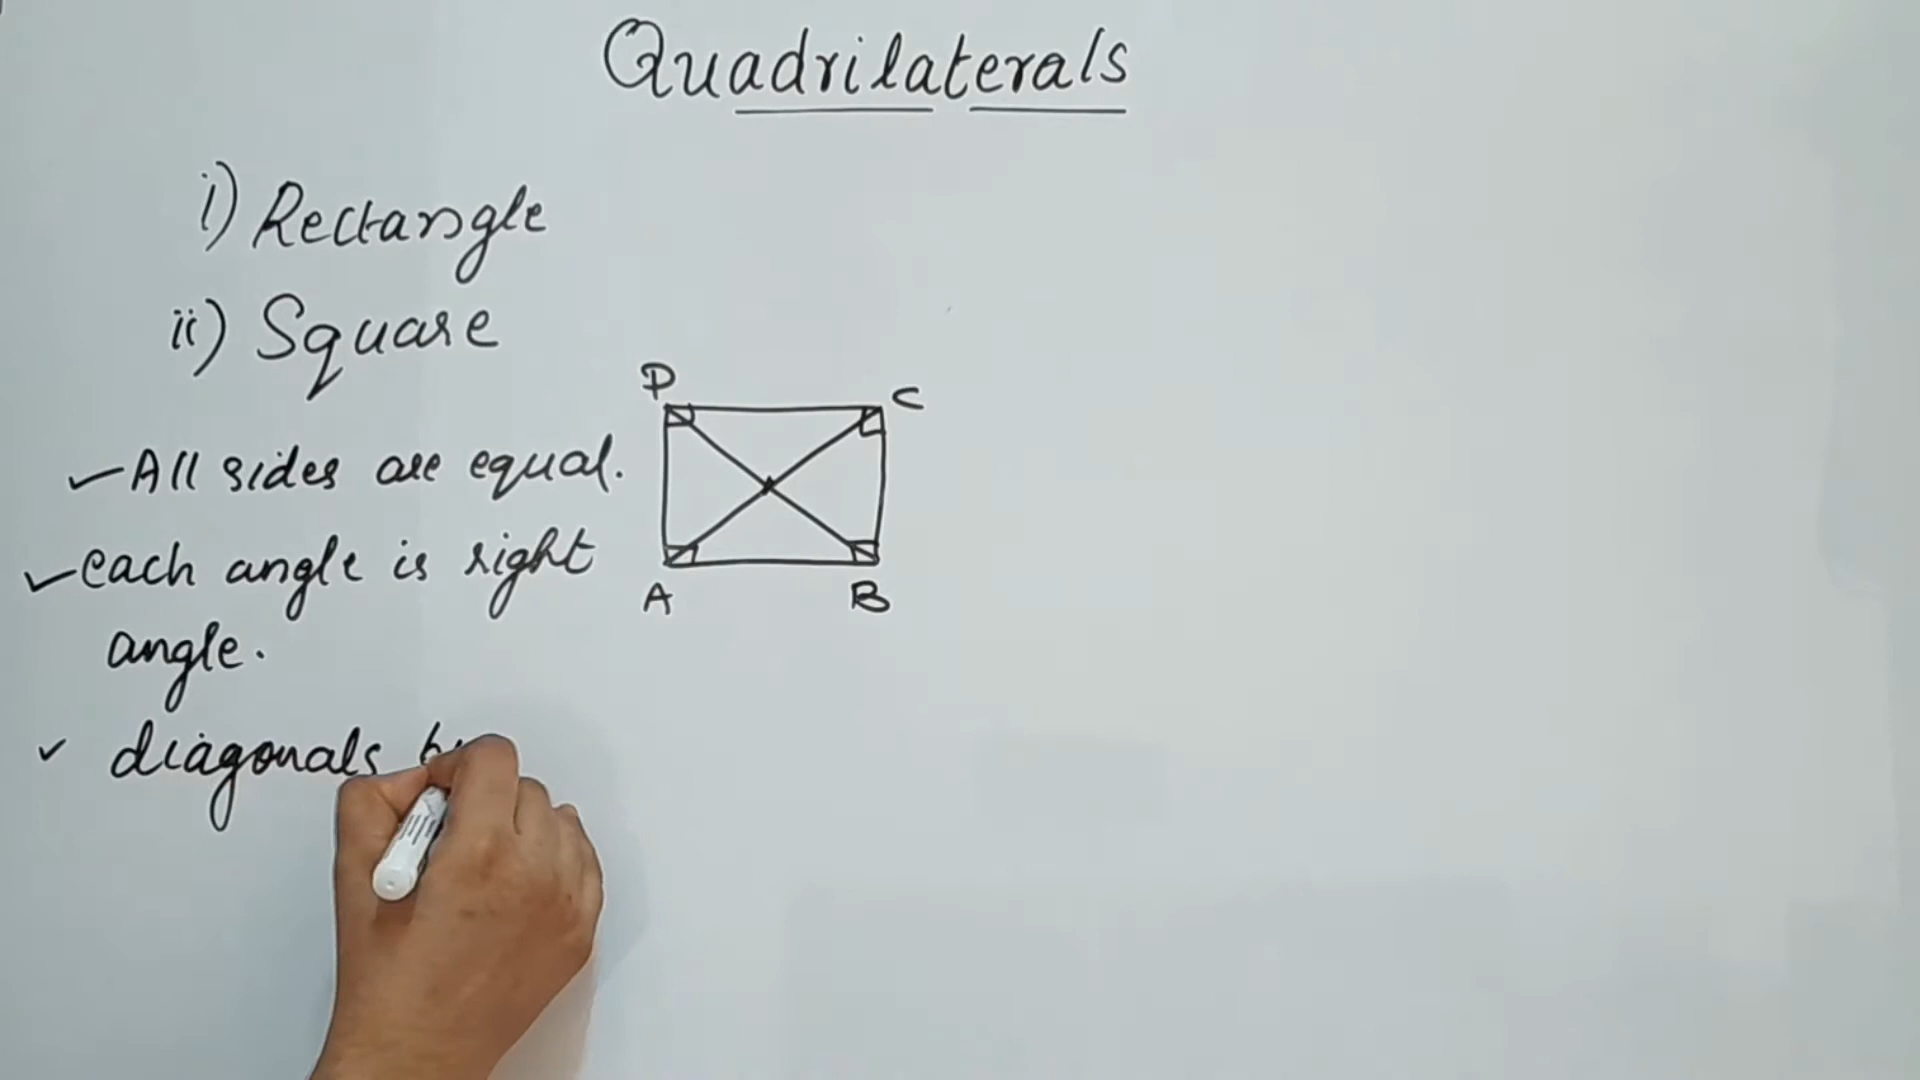 Quadrilaterals
i) Rectangle
ii) Square
D
C
All sides are equal.
each angle is right
A
B
angle.
diagonals